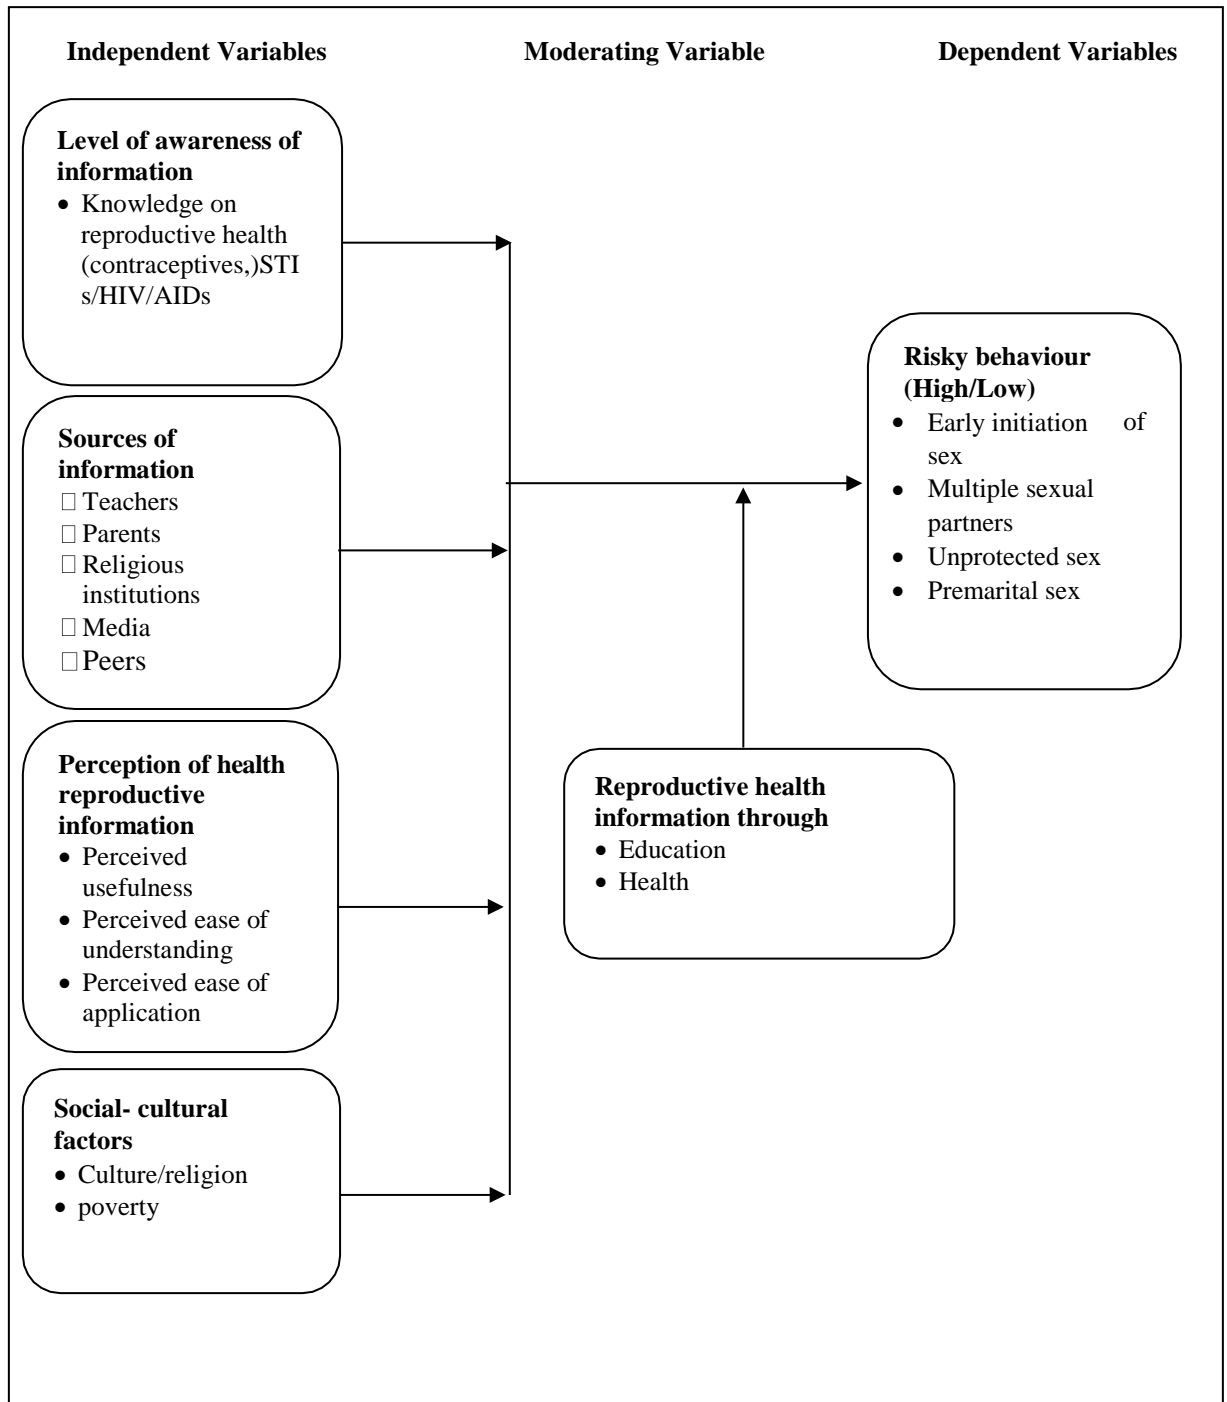 Independent Variables
Moderating Variable
Dependent Variables
Level of awareness of
information
• Knowledge on
reproductive health
(contraceptives,)STI
s/HIV/AIDs
Sources of
information
□ Teachers
□ Parents
□ Religious
institutions
□ Media
□ Peers
Perception of health
reproductive
information
• Perceived
usefulness
• Perceived ease of
understanding
• Perceived ease of
application
Social- cultural
factors
• Culture/religion
• poverty
Reproductive health
information through
• Education
• Health
Risky behaviour
(High/Low)
• Early initiation of
sex
• Multiple sexual
partners
• Unprotected sex
• Premarital sex